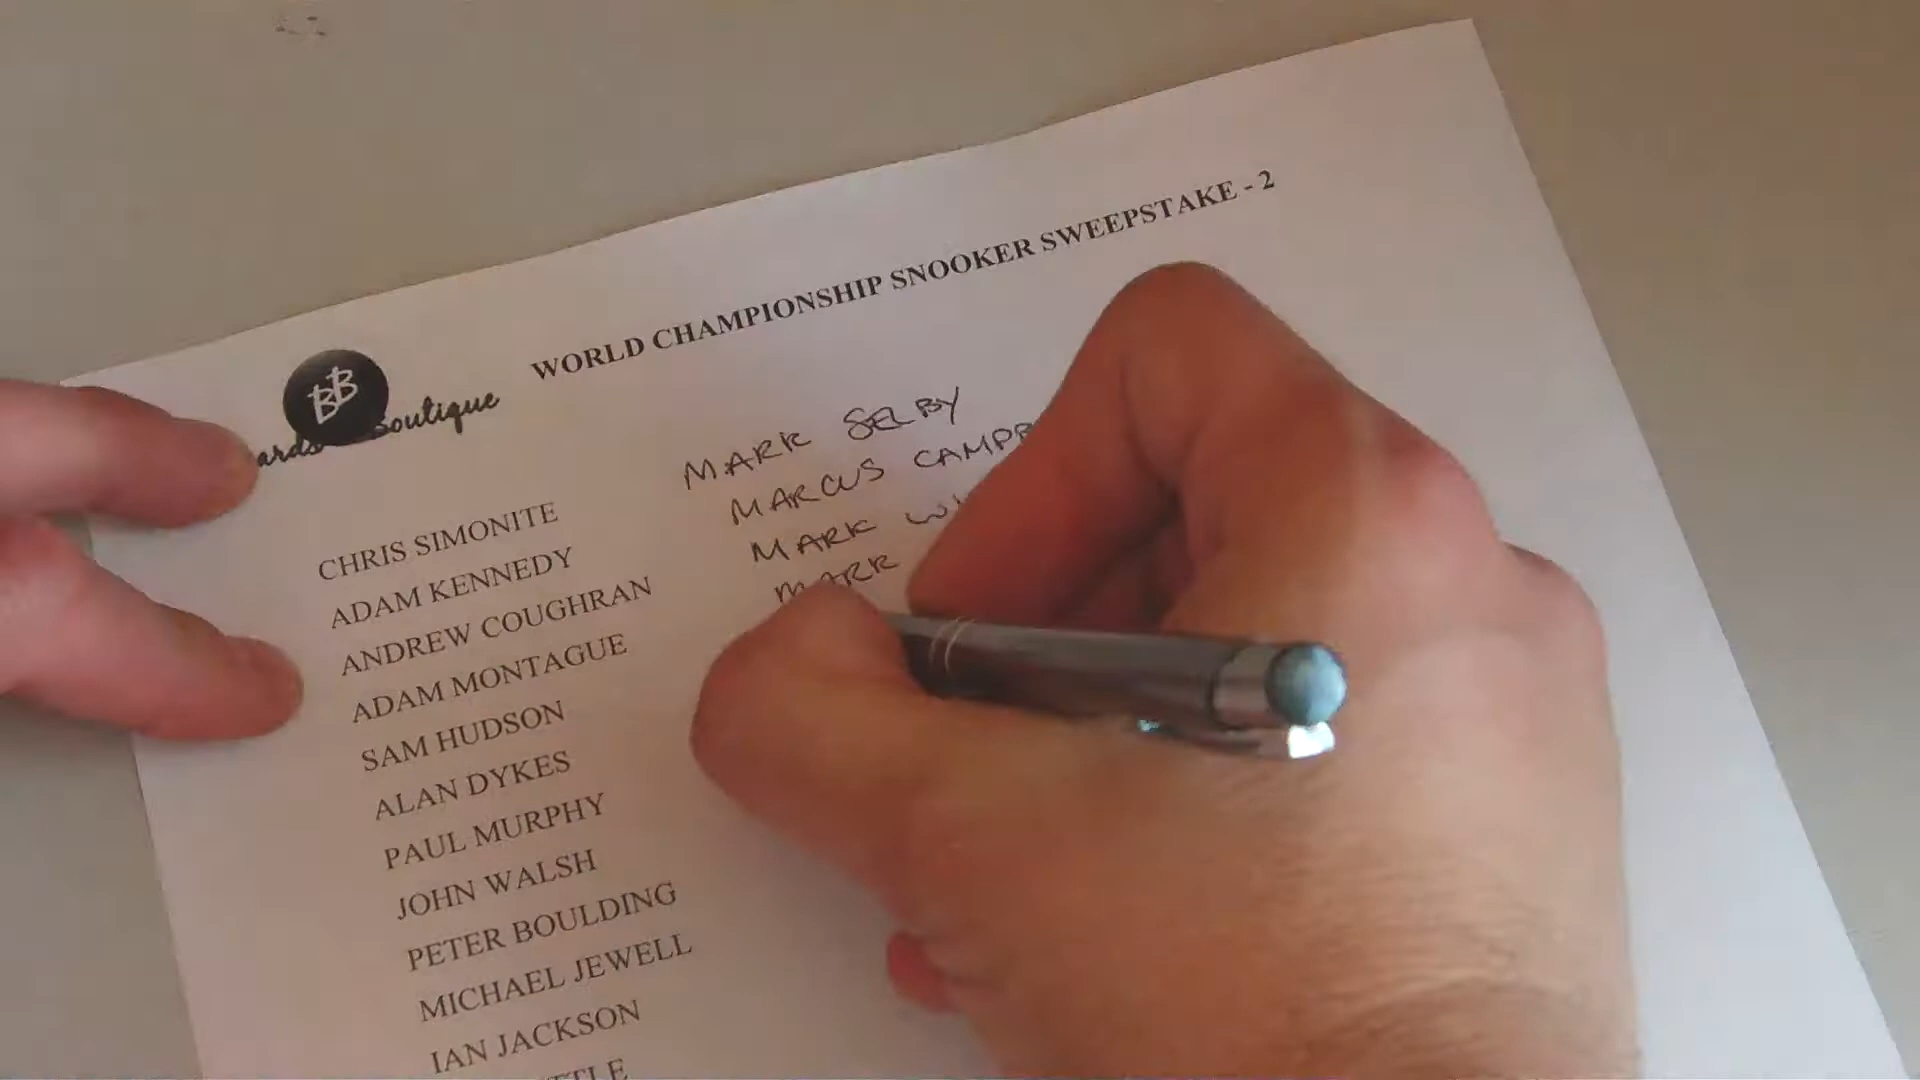 WORLD CHAMPIONSHIP SNOOKER SWEEPSTAKE - 2
BB
Boutique
CHRIS SIMONITE MARK SELBY
ADAM KENNEDY MARCUS
ANDREW COUGHRAN MARK
ADAM MONTAGUE MARK
SAM HUDSON
ALAN DYKES
PAUL MURPHY
JOHN WALSH
PETER BOULDING
MICHAEL JEWELL
IAN JACKSON